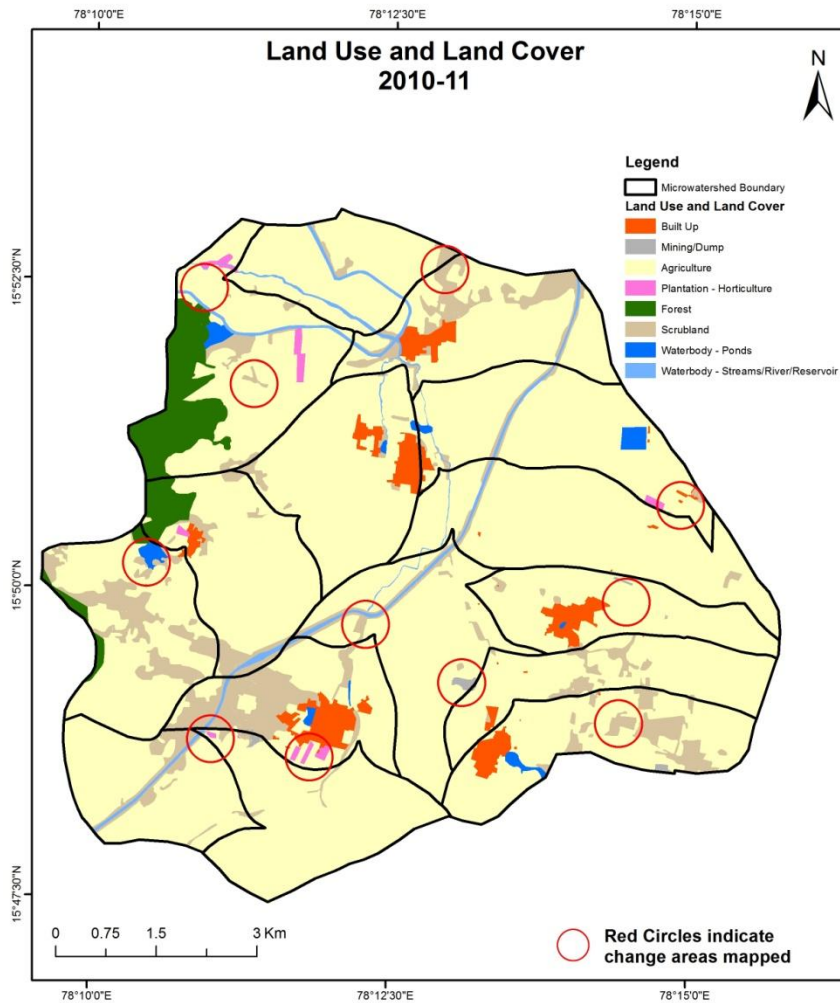 78°10'0"E
78°12'30"E
78°15'0"E
Land Use and Land Cover
2010-11
N
Legend
Microwatershed Boundary
Land Use and Land Cover
Built Up
Mining/Dump
Agriculture
Plantation - Horticulture
Forest
Scrubland
Waterbody - Ponds
Waterbody - Streams/River/Reservoir
15°52'30"N
15°50'0"N
15°47'30"N
0 0.75 1.5 3 Km
Red Circles indicate
change areas mapped
78°10'0"E
78°12'30"E
78°15'0"E